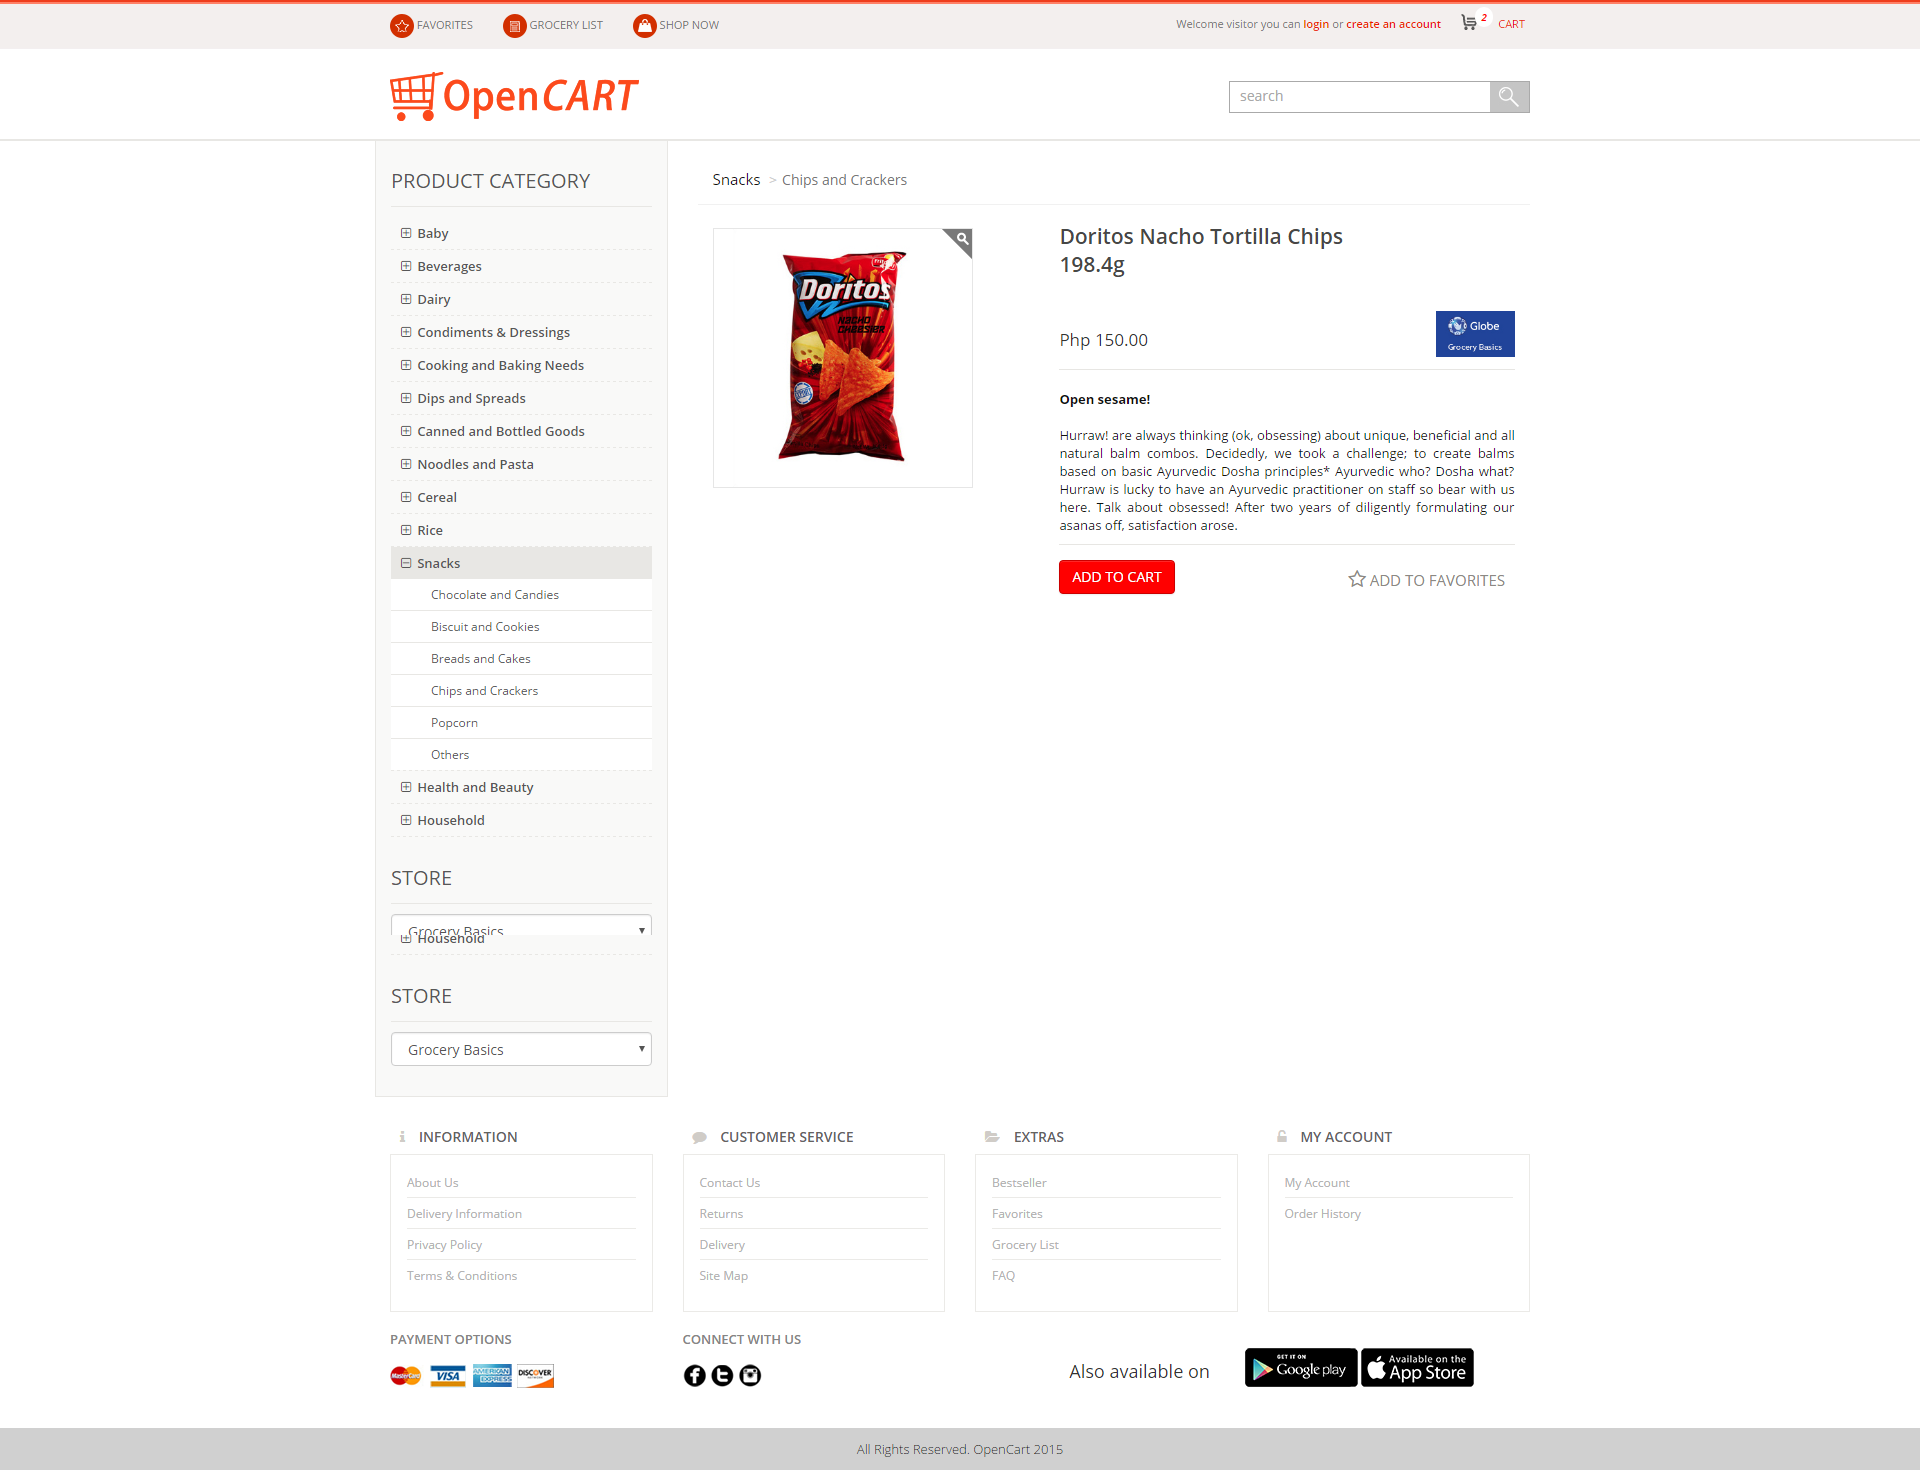 FAVORITES
GROCERY LIST
SHOP NOW
Welcome visitor you can login or create an account
2
CART
OpenCART
search
PRODUCT CATEGORY
Baby
Beverages
Dairy
Condiments & Dressings
Cooking and Baking Needs
Dips and Spreads
Canned and Bottled Goods
Noodles and Pasta
Cereal
Rice
Snacks
Chocolate and Candies
Biscuit and Cookies
Breads and Cakes
Chips and Crackers
Popcorn
Others
Health and Beauty
Household
STORE
Grocery Basics
Household
STORE
Grocery Basics
Snacks > Chips and Crackers
Doritos
NACHO
CHEESIER
Doritos Nacho Tortilla Chips
198.4g
Php 150.00
Globe
Grocery Basics
Open sesame!
Hurraw! are always thinking (ok, obsessing) about unique, beneficial and all
natural balm combos. Decidedly, we took a challenge; to create balms
based on basic Ayurvedic Dosha principles* Ayurvedic who? Dosha what?
Hurraw is lucky to have an Ayurvedic practitioner on staff so bear with us
here. Talk about obsessed! After two years of diligently formulating our
asanas off, satisfaction arose.
ADD TO CART
ADD TO FAVORITES
INFORMATION
About Us
Delivery Information
Privacy Policy
Terms & Conditions
CUSTOMER SERVICE
Contact Us
Returns
Delivery
Site Map
EXTRAS
Bestseller
Favorites
Grocery List
FAQ
MY ACCOUNT
My Account
Order History
PAYMENT OPTIONS
MasterCard
VISA
AMERICAN
EXPRESS
DISCOVER
CONNECT WITH US
Also available on
GET IT ON
Google play
Available on the
App Store
All Rights Reserved. OpenCart 2015